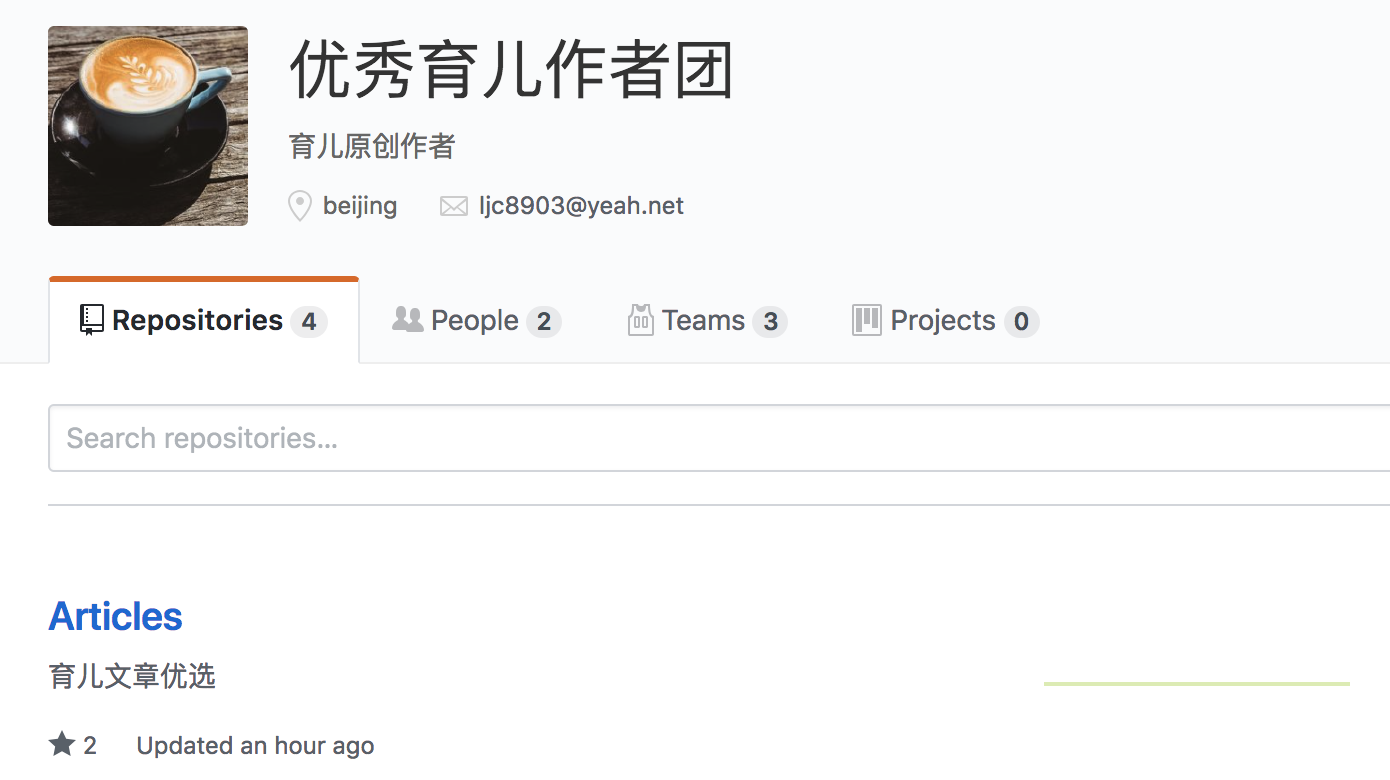 优秀育儿作者团
育儿原创作者
beijing ljc8903@yeah.net
Repositories 4 People 2 Teams 3 Projects 0
Search repositories...
Articles
育儿文章优选
2 Updated an hour ago